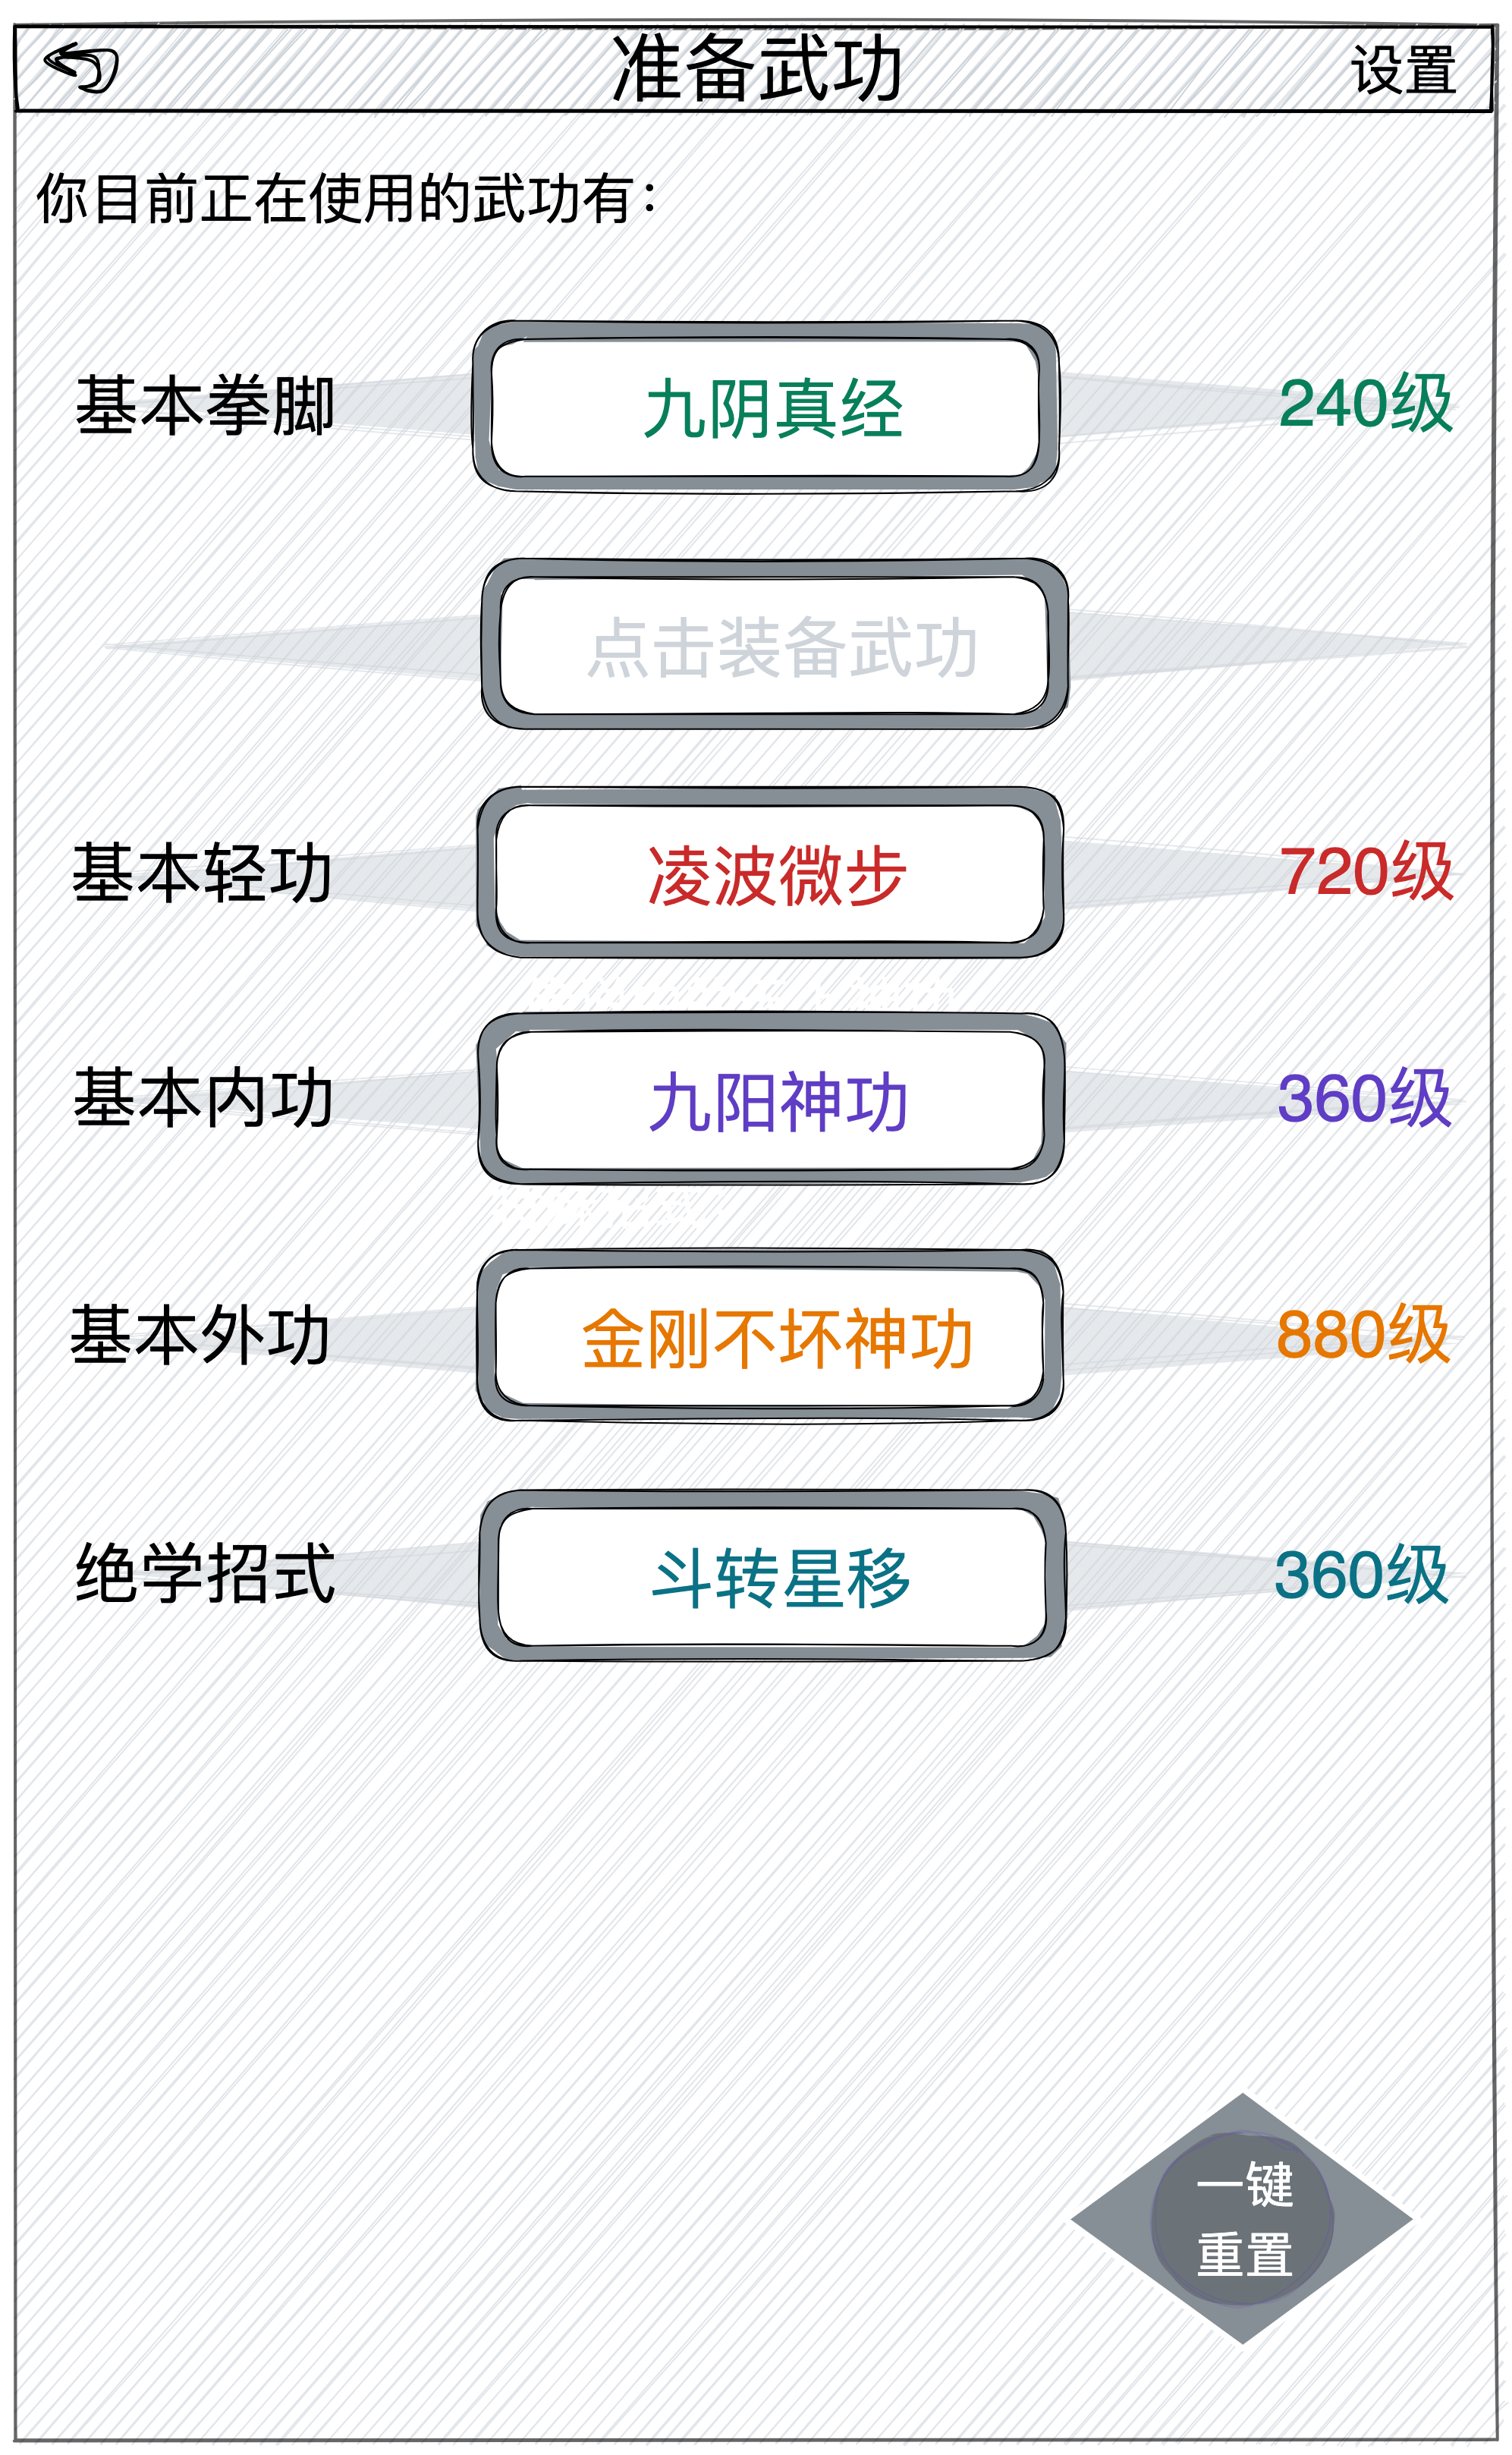 准备武功
设置
你目前正在使用的武功有：
基本拳脚 九阴真经 240级
点击装备武功
基本轻功 凌波微步 720级
基本内功 九阳神功 360级
基本外功 金刚不坏神功 880级
绝学招式 斗转星移 360级
一键
重置